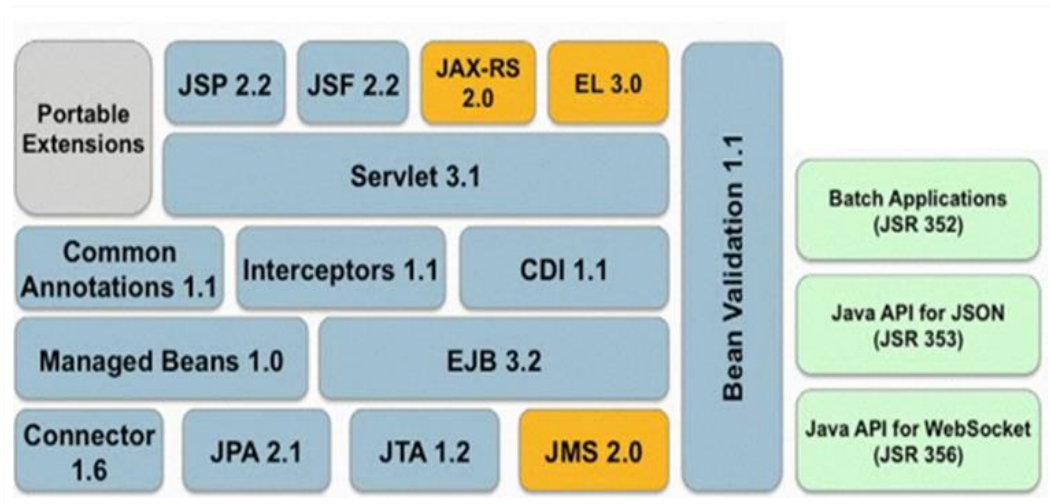 Portable
Extensions
JSP 2.2
JSF 2.2
JAX-RS
2.0
EL 3.0
Servlet 3.1
Common
Annotations 1.1
Interceptors 1.1
CDI 1.1
Managed Beans 1.0
EJB 3.2
Connector
1.6
JPA 2.1
JTA 1.2
JMS 2.0
Bean Validation 1.1
Batch Applications
(JSR 352)
Java API for JSON
(JSR 353)
Java API for WebSocket
(JSR 356)